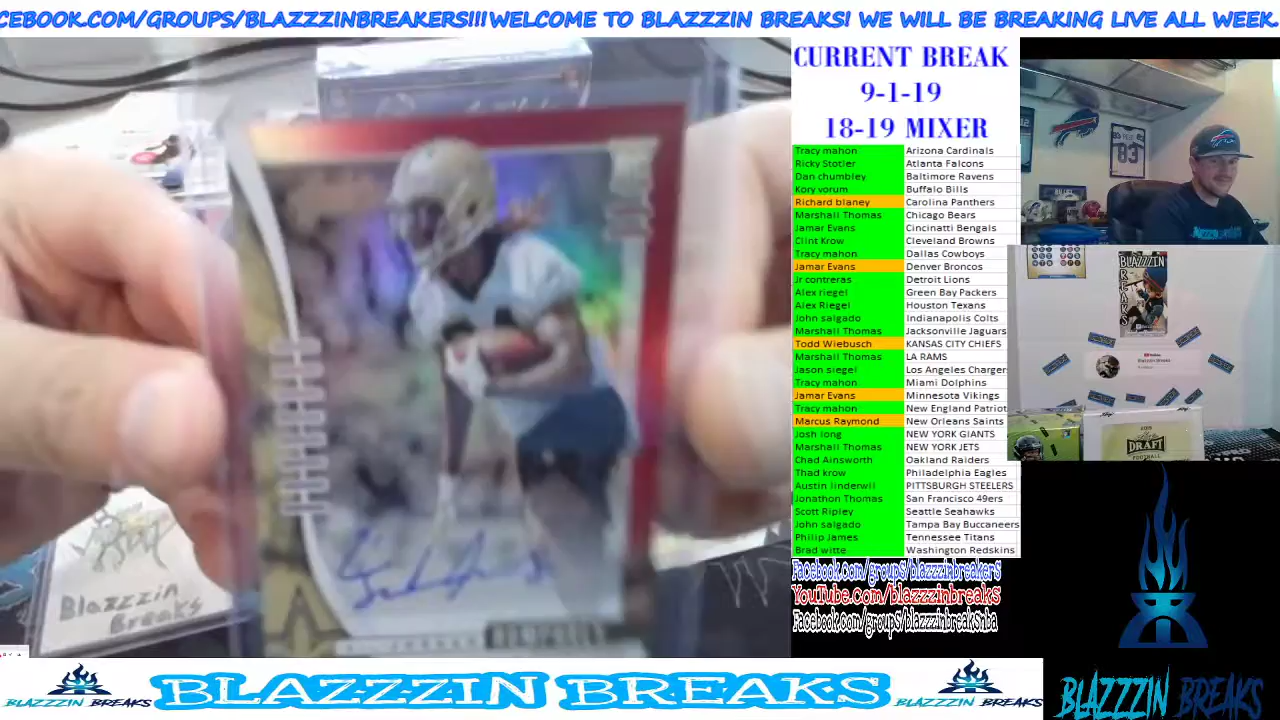 CEBOOK.COM/GROUPS/BLAZZZINBREAKERS!!!WELCOME TO BLAZZZIN BREAKS! WE WILL BE BREAKING LIVE ALL WEEK.
CURRENT BREAK
9-1-19
18-19 MIXER
Tracy mahon Arizona Cardinals
Ricky Stotler Atlanta Falcons
Dan chumbley Baltimore Ravens
Kory vorum Buffalo Bills
Richard blaney Carolina Panthers
Marshall Thomas Chicago Bears
Jamar Evans Cincinatti Bengals
Clint Krow Cleveland Browns
Tracy mahon Dallas Cowboys
Jamar Evans Denver Broncos
Jr contreras Detroit Lions
Alex riegel Green Bay Packers
Alex Riegel Houston Texans
John salgado Indianapolis Colts
Marshall Thomas Jacksonville Jaguars
Todd Wiebusch KANSAS CITY CHIEFS
Marshall Thomas LA RAMS
Jason siegel Los Angeles Charger
Tracy mahon Miami Dolphins
Jamar Evans Minnesota Vikings
Tracy mahon New England Patriot
Marcus Raymond New Orleans Saints
Josh long NEW YORK GIANTS
Marshall Thomas NEW YORK JETS
Chad Ainsworth Oakland Raiders
Thad krow Philadelphia Eagles
Austin linderwil PITTSBURGH STEELERS
Jonathon Thomas San Francisco 49ers
Scott Ripley Seattle Seahawks
John salgado Tampa Bay Buccaneers
Philip James Tennessee Titans
Brad witte Washington Redskins
Facebook.com/groups/blazzzinbreakers
YouTube.com/blazzzinbreaks
Facebook.com/groups/blazzzinbreaksnba
83
BLAZZZIN
BREAKS
DRAFT
FOOTBALL
Blazzzin
Breaks
BLAZZZIN BREAKS
BLAZZZIN BREAKS
BLAZZZIN BREAKS
BLAZZZIN BREAKS